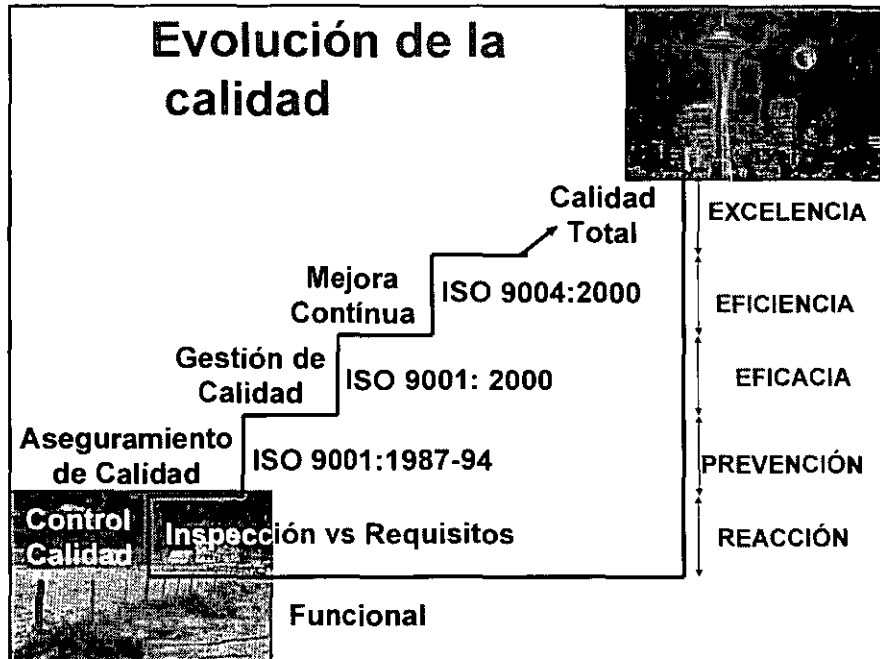 Evolución de la
calidad
Calidad
Total
EXCELENCIA
Mejora
Contínua
ISO 9004:2000
EFICIENCIA
Gestión de
Calidad
ISO 9001: 2000
EFICACIA
Aseguramiento
de Calidad
ISO 9001:1987-94
PREVENCIÓN
Control
Calidad
Inspección vs Requisitos
REACCIÓN
Funcional